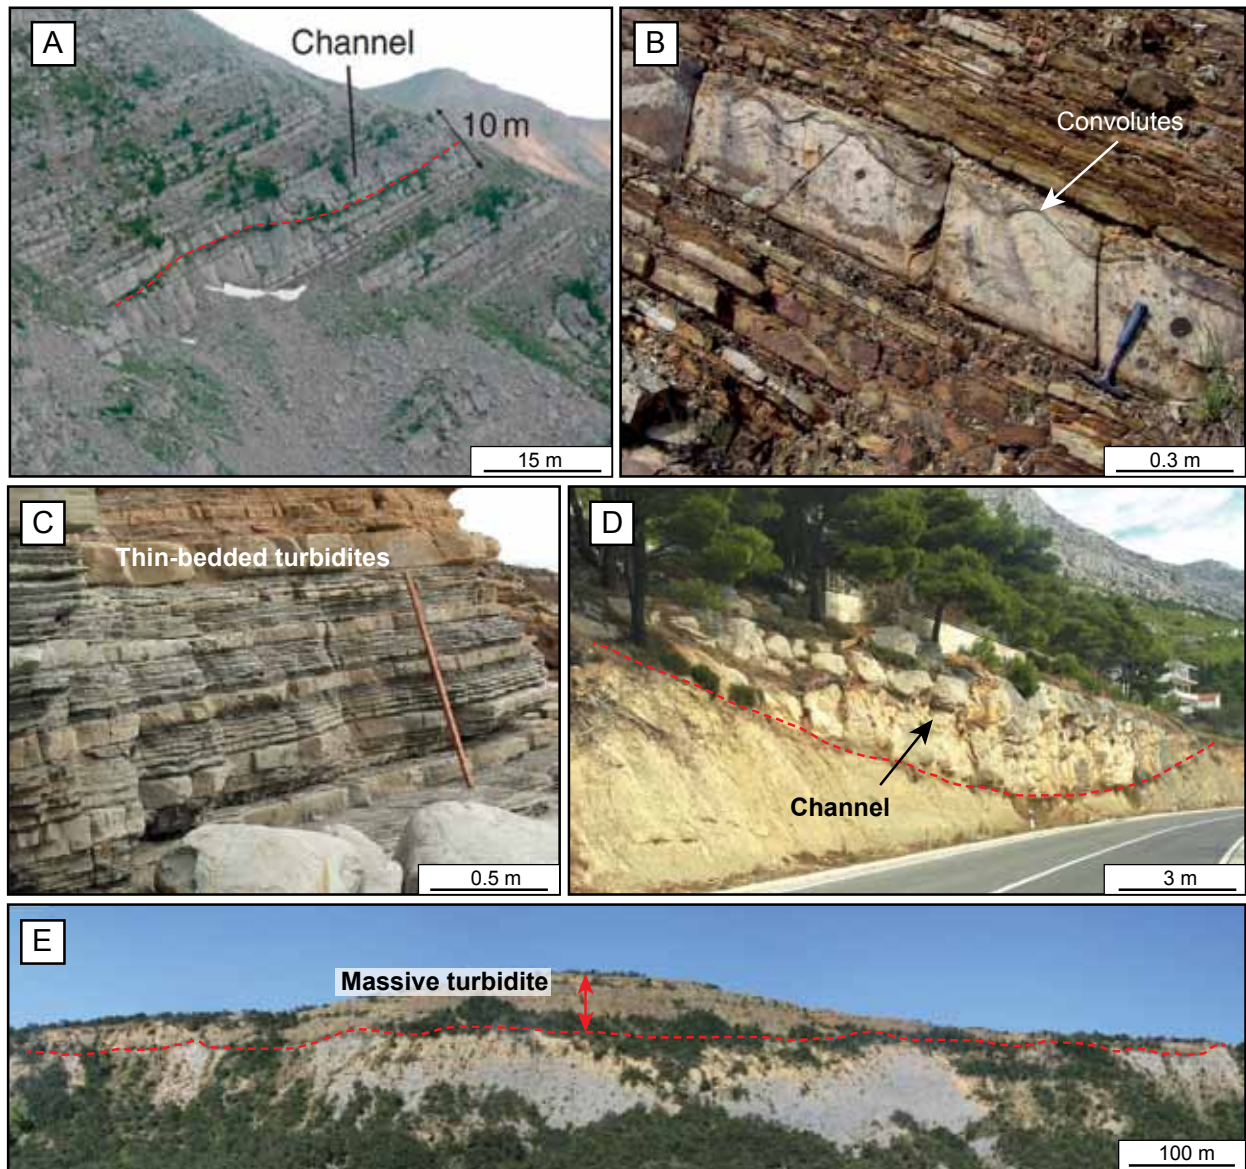 A
Channel
10 m
15 m
B
Convolutes
0.3 m
C
Thin-bedded turbidites
0.5 m
D
Channel
3 m
E
Massive turbidite
100 m